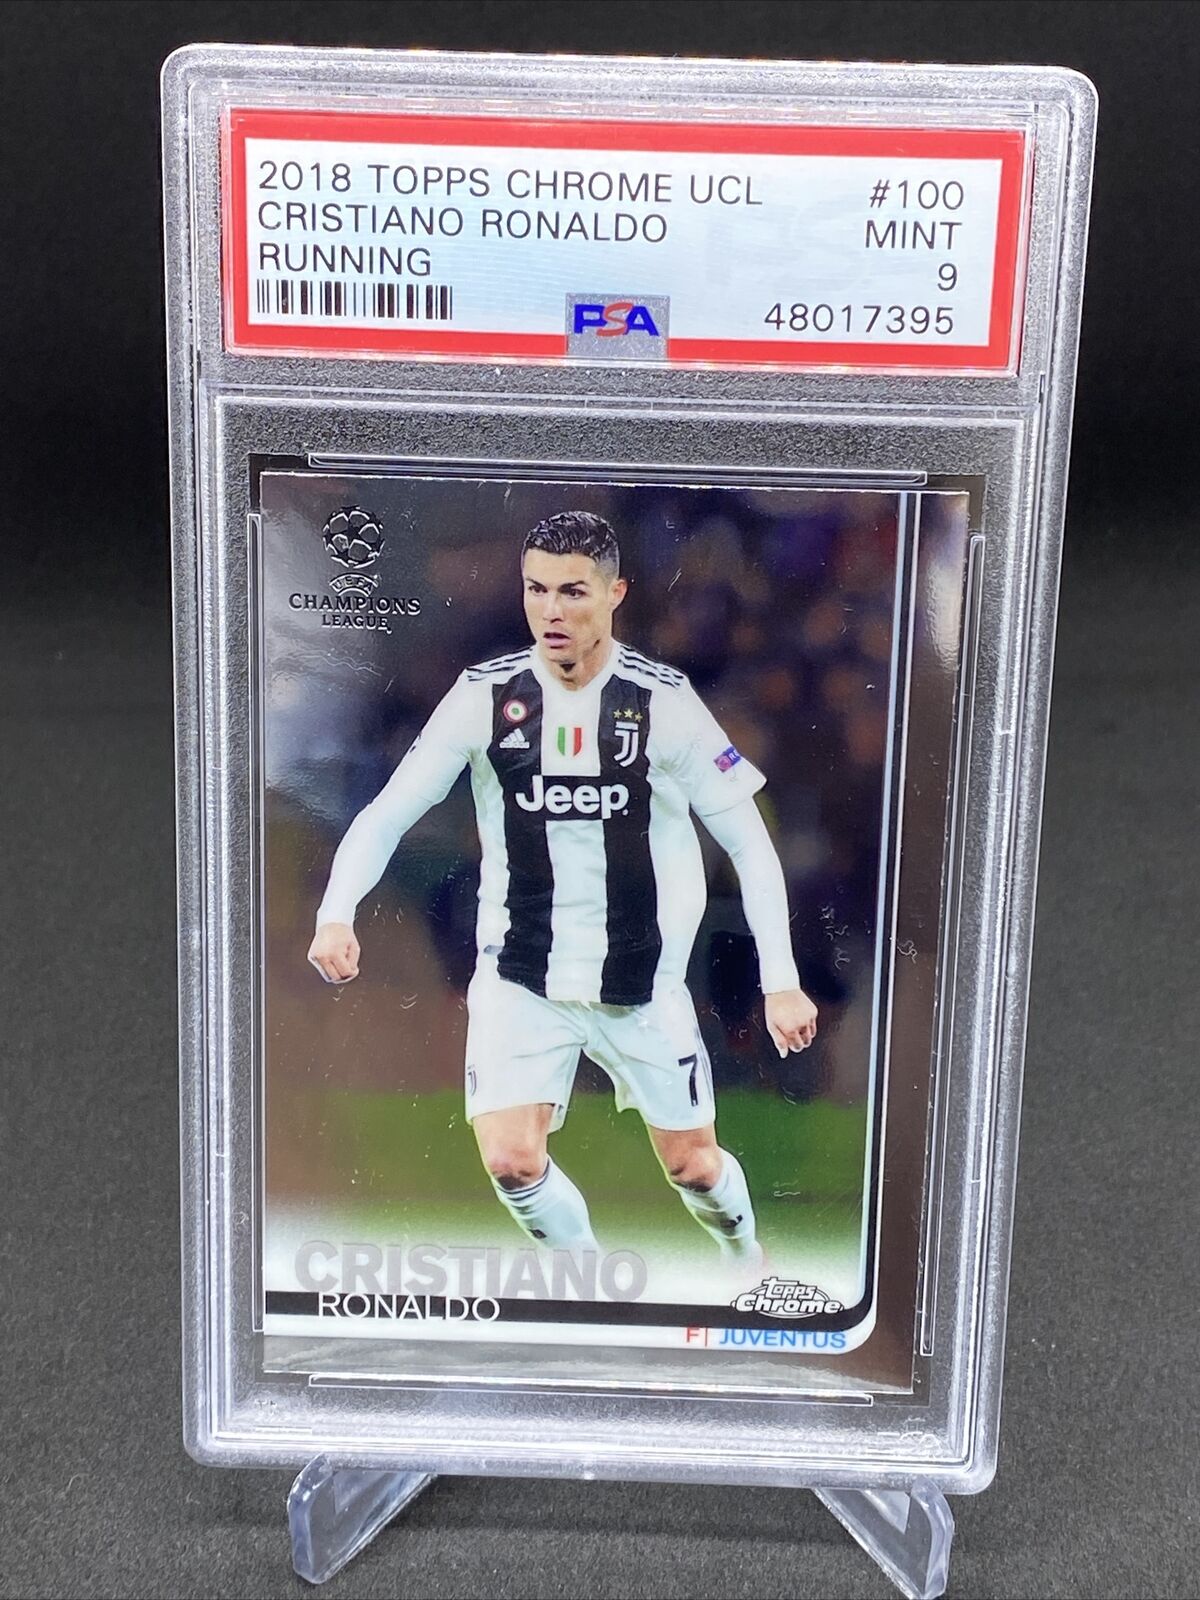 2018 TOPPS CHROME UCL #100
CRISTIANO RONALDO MINT
RUNNING 9
PSA 48017395
UEFA
CHAMPIONS
LEAGUE
Jeep
7
CRISTIANO
RONALDO
topps
Chrome
F| JUVENTUS